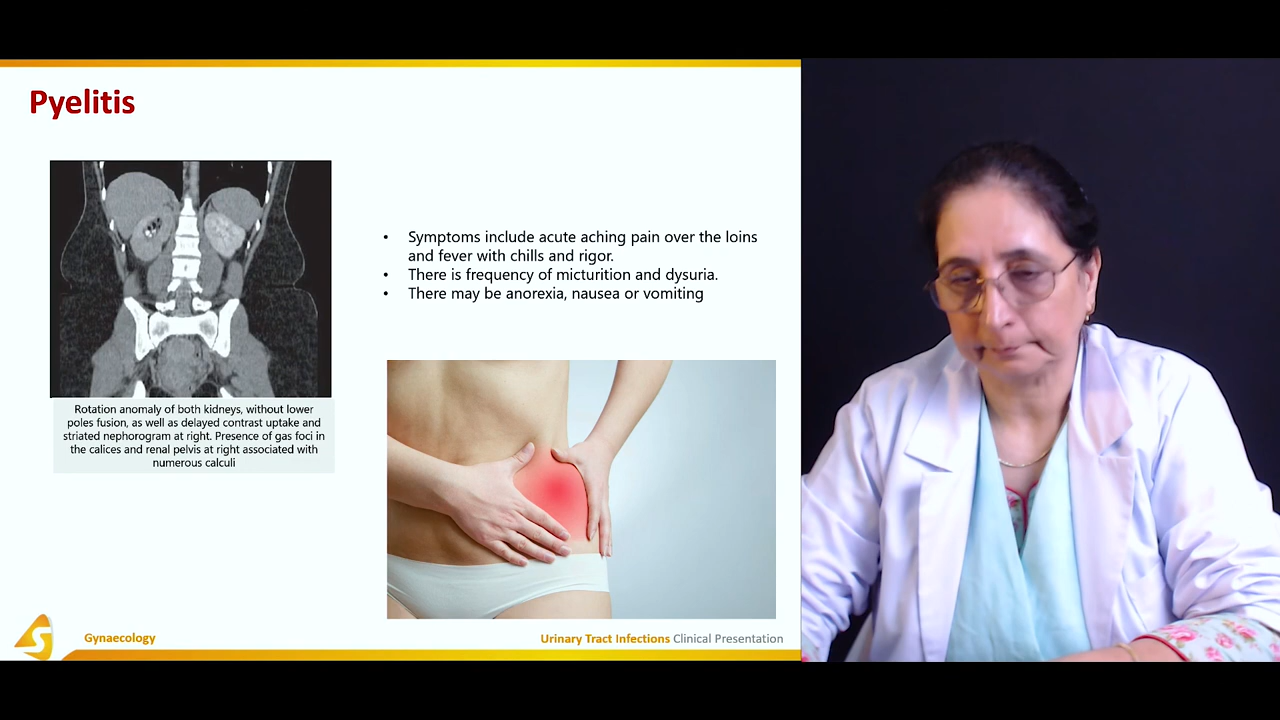 Pyelitis
• Symptoms include acute aching pain over the loins
and fever with chills and rigor.
• There is frequency of micturition and dysuria.
• There may be anorexia, nausea or vomiting
Rotation anomaly of both kidneys, without lower
poles fusion, as well as delayed contrast uptake and
striated nephrogram at right. Presence of gas foci in
the calices and renal pelvis at right associated with
numerous calculi
Gynaecology
Urinary Tract Infections Clinical Presentation